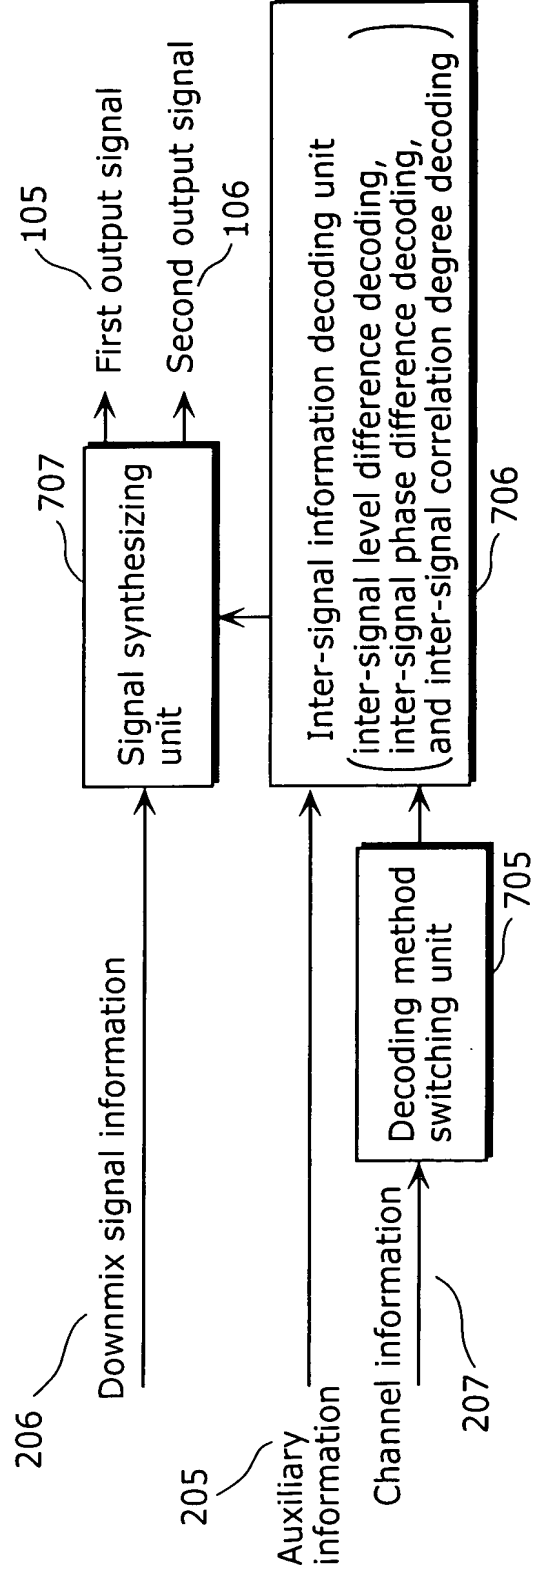 206
Downmix signal information
707
Signal synthesizing
unit
105
First output signal
Second output signal
106
205
Auxiliary
information
Inter-signal information decoding unit
(inter-signal level difference decoding,
inter-signal phase difference decoding,
and inter-signal correlation degree decoding)
706
Channel information
207
Decoding method
switching unit
705